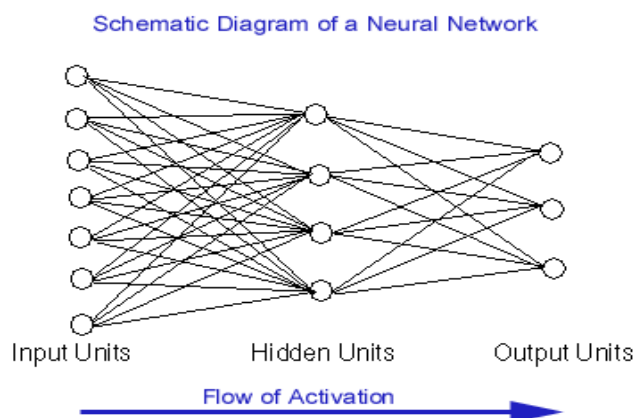 Schematic Diagram of a Neural Network
Input Units
Hidden Units
Output Units
Flow of Activation